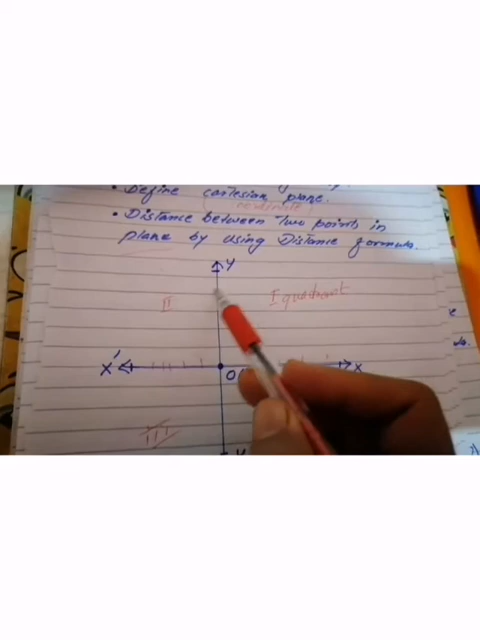 • Define cartesian plane.
• Distance between two points in
plane by using Distance formula.
Y
II
I quadrant
X'
O
X
III